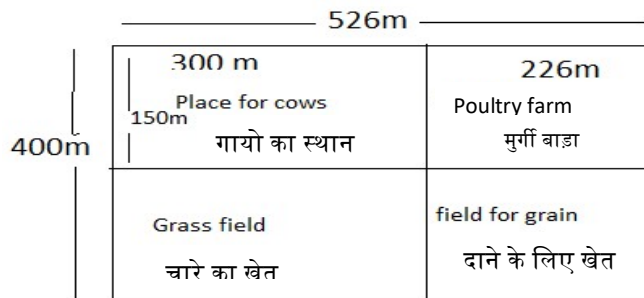 526m
300 m
226m
Place for cows
Poultry farm
150m
400m
गायो का स्थान
मुर्गी बाड़ा
Grass field
field for grain
चारे का खेत
दाने के लिए खेत